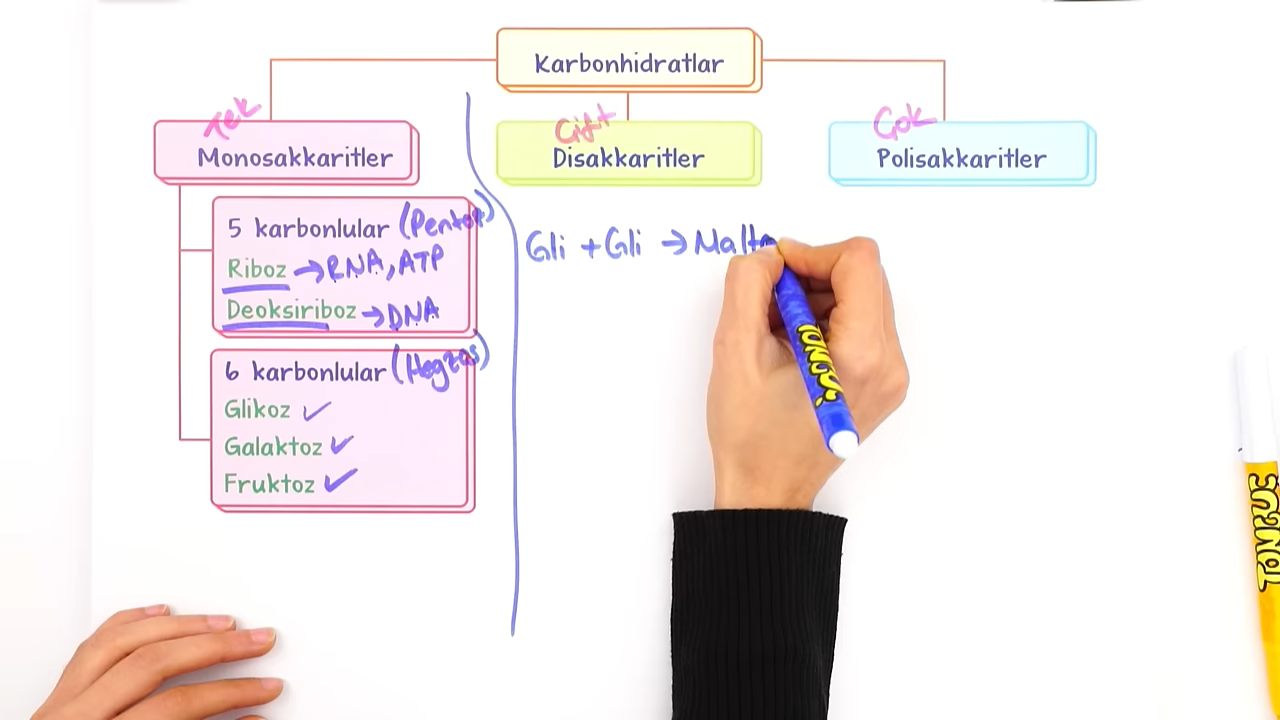 Karbonhidratlar
Tek
Monosakkaritler
5 karbonlular (Pentoz)
Riboz → RNA, ATP
Deoksiriboz → DNA
6 karbonlular (Hegzos)
Glikoz ✓
Galaktoz ✓
Fruktoz ✓
Çift
Disakkaritler
Gli + Gli → Malto
Çok
Polisakkaritler